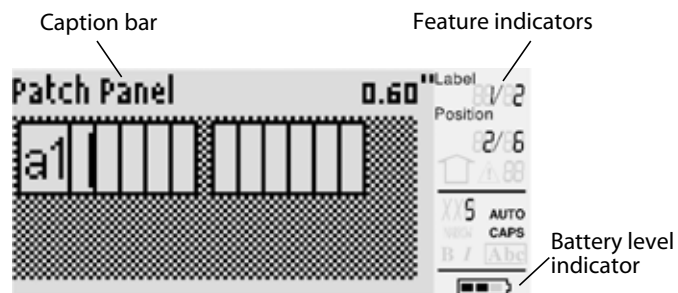 Caption bar
Feature indicators
Patch Panel
0.60"
Label
1/2
Position
2/6
a1
S AUTO
CAPS
B I Abc
Battery level
indicator